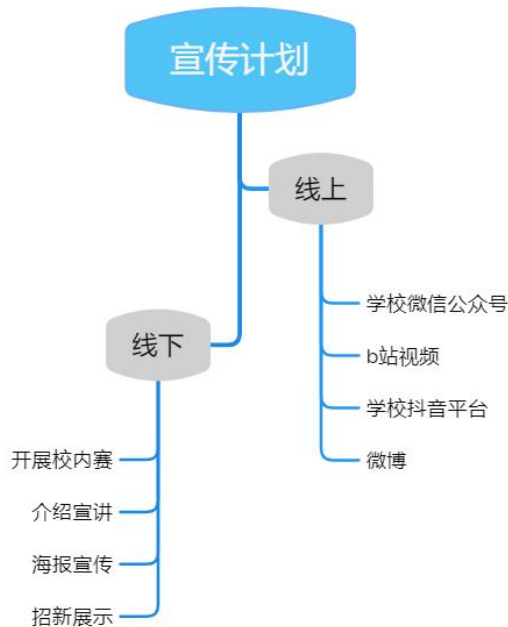 宣传计划
线上
学校微信公众号
b站视频
学校抖音平台
微博
线下
开展校内赛
介绍宣讲
海报宣传
招新展示